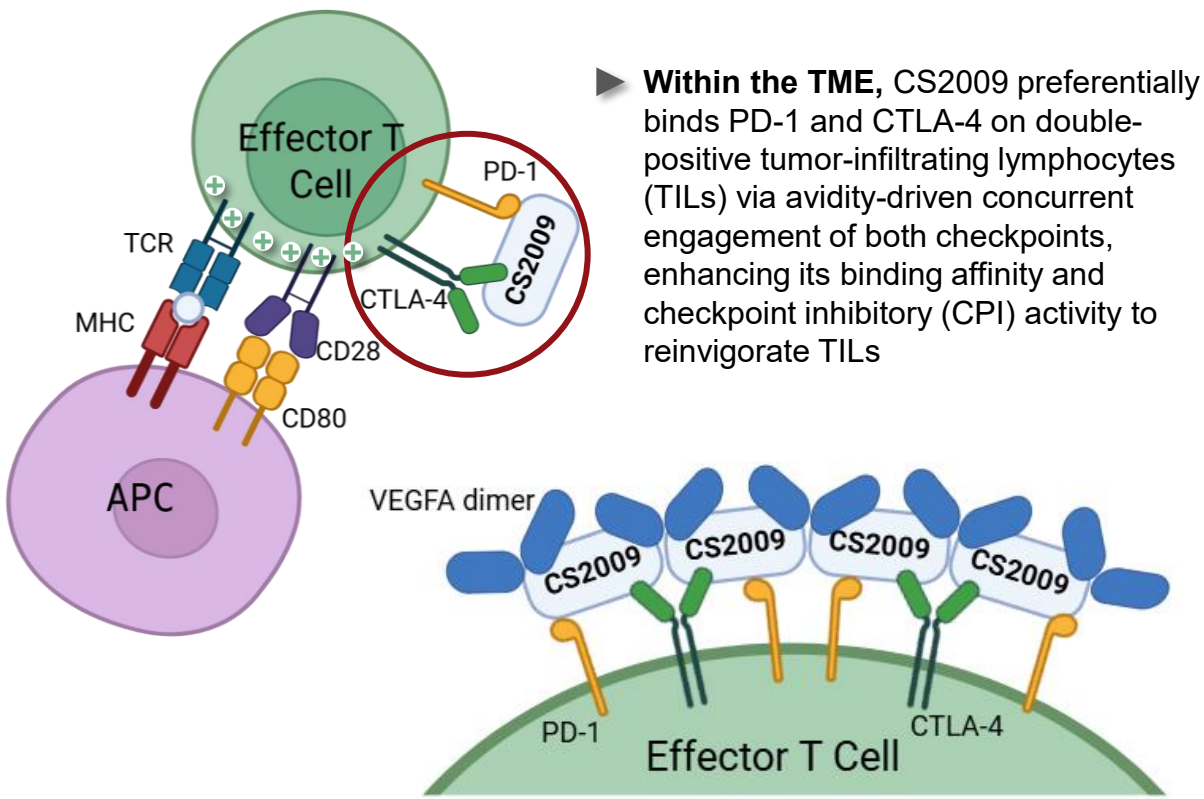 Effector T
Cell
PD-1
CS2009
TCR
CTLA-4
MHC
CD28
CD80
APC
Within the TME, CS2009 preferentially
binds PD-1 and CTLA-4 on double-
positive tumor-infiltrating lymphocytes
(TILs) via avidity-driven concurrent
engagement of both checkpoints,
enhancing its binding affinity and
checkpoint inhibitory (CPI) activity to
reinvigorate TILs
VEGFA dimer
CS2009
CS2009
CS2009
CS2009
PD-1
CTLA-4
Effector T Cell